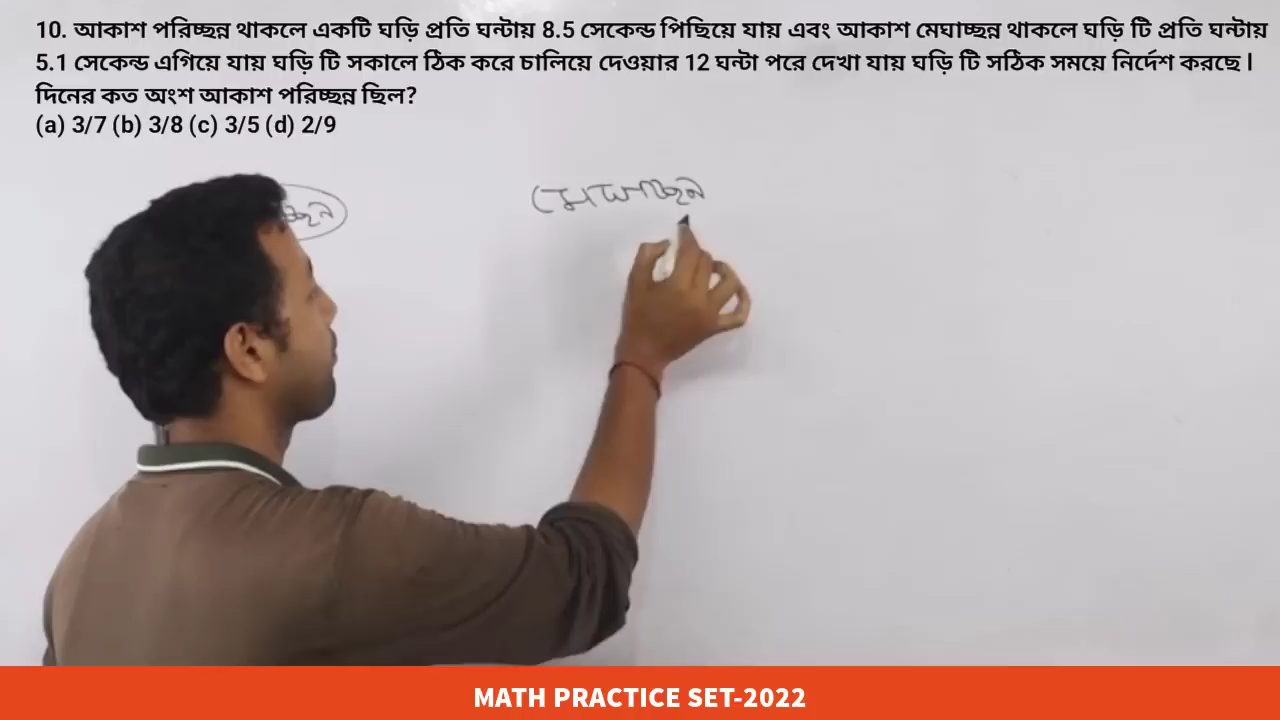 10. আকাশ পরিচ্ছন্ন থাকলে একটি ঘড়ি প্রতি ঘন্টায় 8.5 সেকেন্ড পিছিয়ে যায় এবং আকাশ মেঘাচ্ছন্ন থাকলে ঘড়ি টি প্রতি ঘন্টায়
5.1 সেকেন্ড এগিয়ে যায় ঘড়ি টি সকালে ঠিক করে চালিয়ে দেওয়ার 12 ঘন্টা পরে দেখা যায় ঘড়ি টি সঠিক সময়ে নির্দেশ করছে l
দিনের কত অংশ আকাশ পরিচ্ছন্ন ছিল?
(a) 3/7 (b) 3/8 (c) 3/5 (d) 2/9
মেঘাচ্ছন
MATH PRACTICE SET-2022